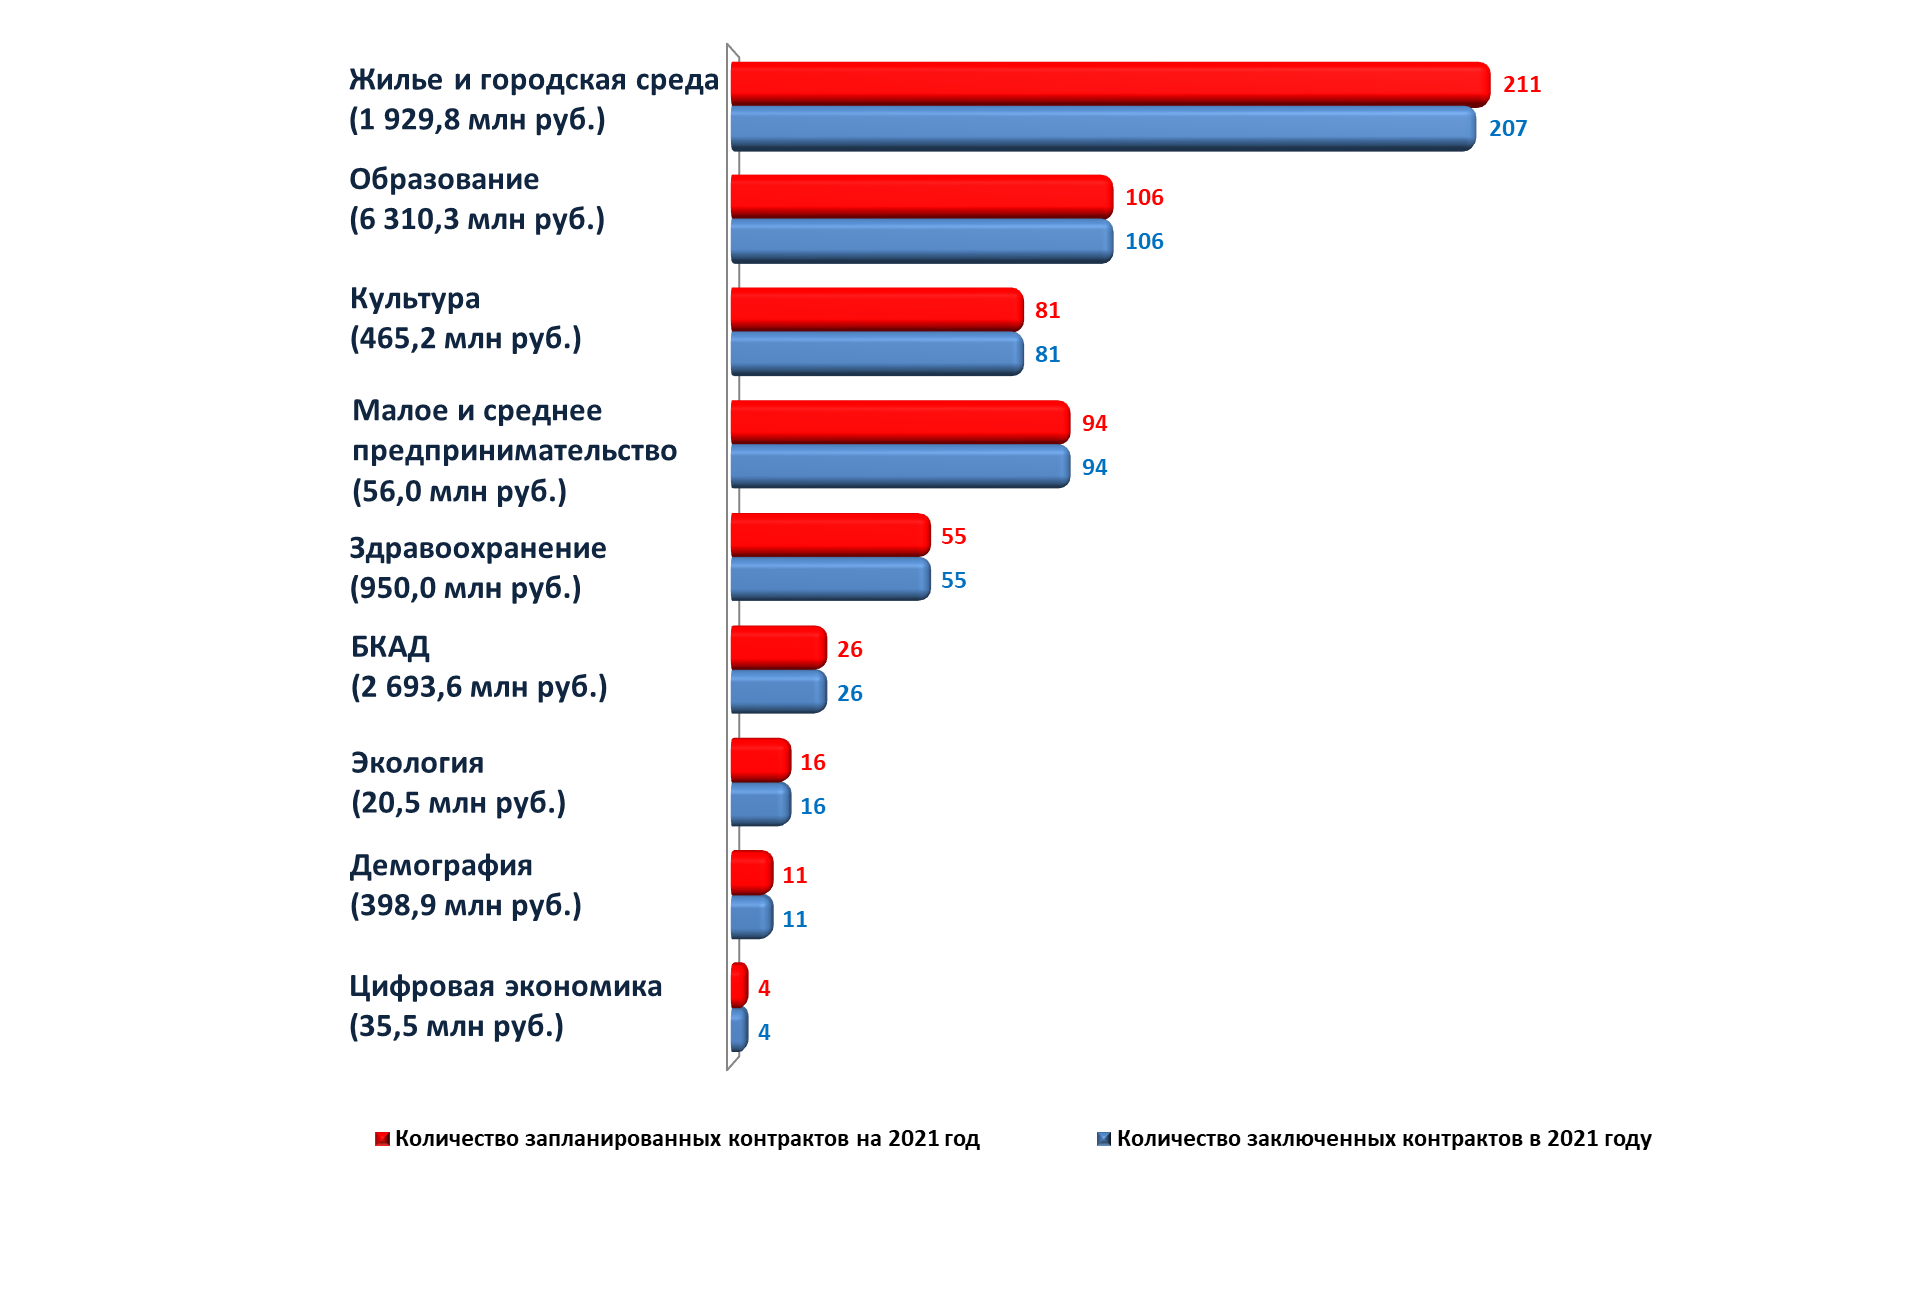 Жилье и городская среда
(1 929,8 млн руб.)
211
207
Образование
(6 310,3 млн руб.)
106
106
Культура
(465,2 млн руб.)
81
81
Малое и среднее
предпринимательство
(56,0 млн руб.)
94
94
Здравоохранение
(950,0 млн руб.)
55
55
БКАД
(2 693,6 млн руб.)
26
26
Экология
(20,5 млн руб.)
16
16
Демография
(398,9 млн руб.)
11
11
Цифровая экономика
(35,5 млн руб.)
4
4
Количество запланированных контрактов на 2021 год
Количество заключенных контрактов в 2021 году